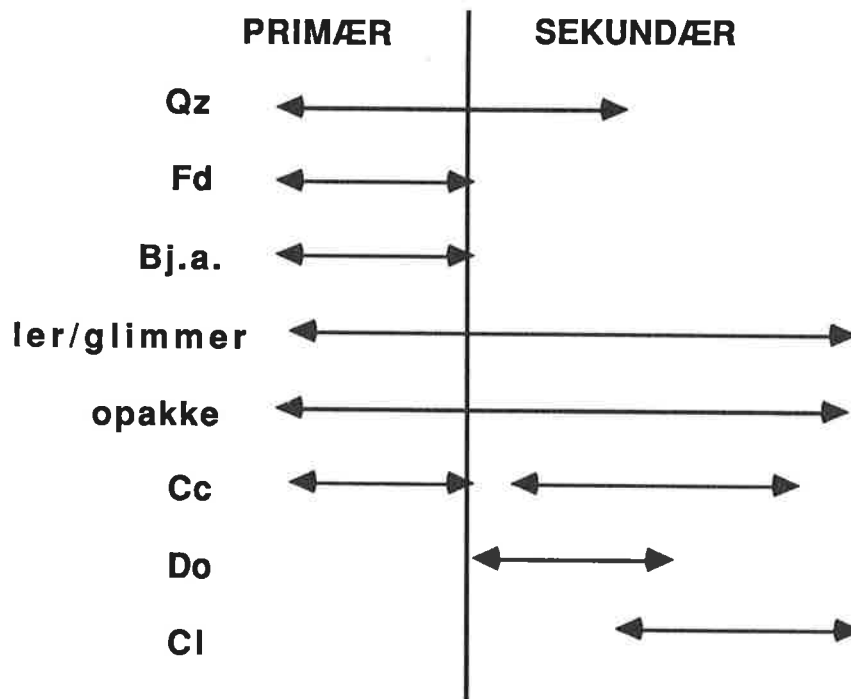 PRIMÆR SEKUNDÆR
Qz
Fd
Bj.a.
ler/glimmer
opakke
Cc
Do
Cl